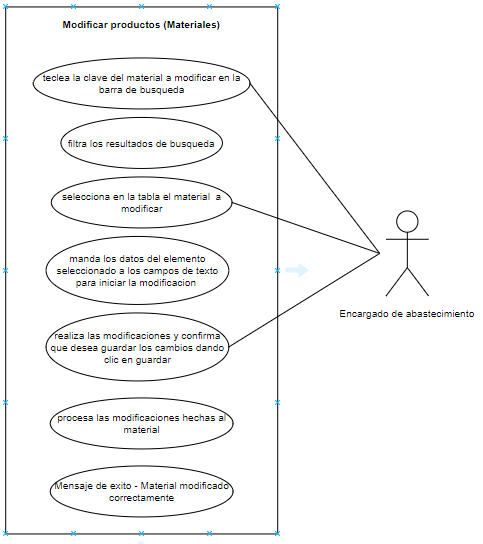 Modificar productos (Materiales)
teclea la clave del material a modificar en la
barra de busqueda
filtra los resultados de busqueda
selecciona en la tabla el material a
modificar
manda los datos del elemento
seleccionado a los campos de texto
para iniciar la modificacion
realiza las modificaciones y confirma
que desea guardar los cambios dando
clic en guardar
Encargado de abastecimiento
procesa las modificaciones hechas al
material
Mensaje de exito - Material modificado
correctamente